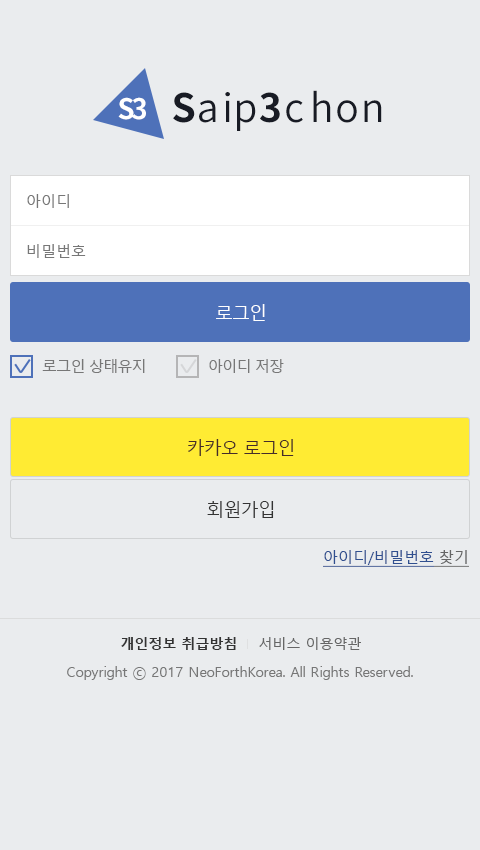 S3 Saip3chon
아이디
비밀번호
로그인
로그인 상태유지 아이디 저장
카카오 로그인
회원가입
아이디/비밀번호 찾기
개인정보 취급방침 서비스 이용약관
Copyright ⓒ 2017 NeoForthKorea. All Rights Reserved.